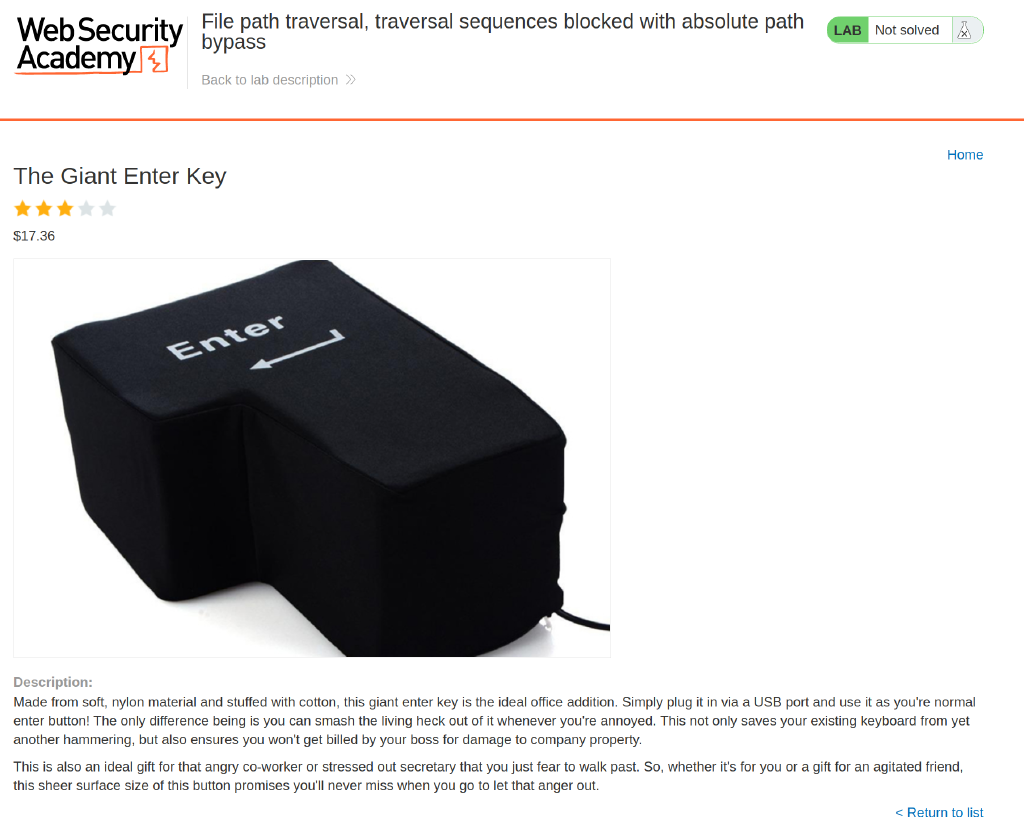 Web Security
Academy
File path traversal, traversal sequences blocked with absolute path
bypass
Back to lab description
LAB Not solved
Home
The Giant Enter Key
$17.36
Enter
Description:
Made from soft, nylon material and stuffed with cotton, this giant enter key is the ideal office addition. Simply plug it in via a USB port and use it as you're normal
enter button! The only difference being is you can smash the living heck out of it whenever you're annoyed. This not only saves your existing keyboard from yet
another hammering, but also ensures you won't get billed by your boss for damage to company property.
This is also an ideal gift for that angry co-worker or stressed out secretary that you just fear to walk past. So, whether it's for you or a gift for an agitated friend,
this sheer surface size of this button promises you'll never miss when you go to let that anger out.
< Return to list